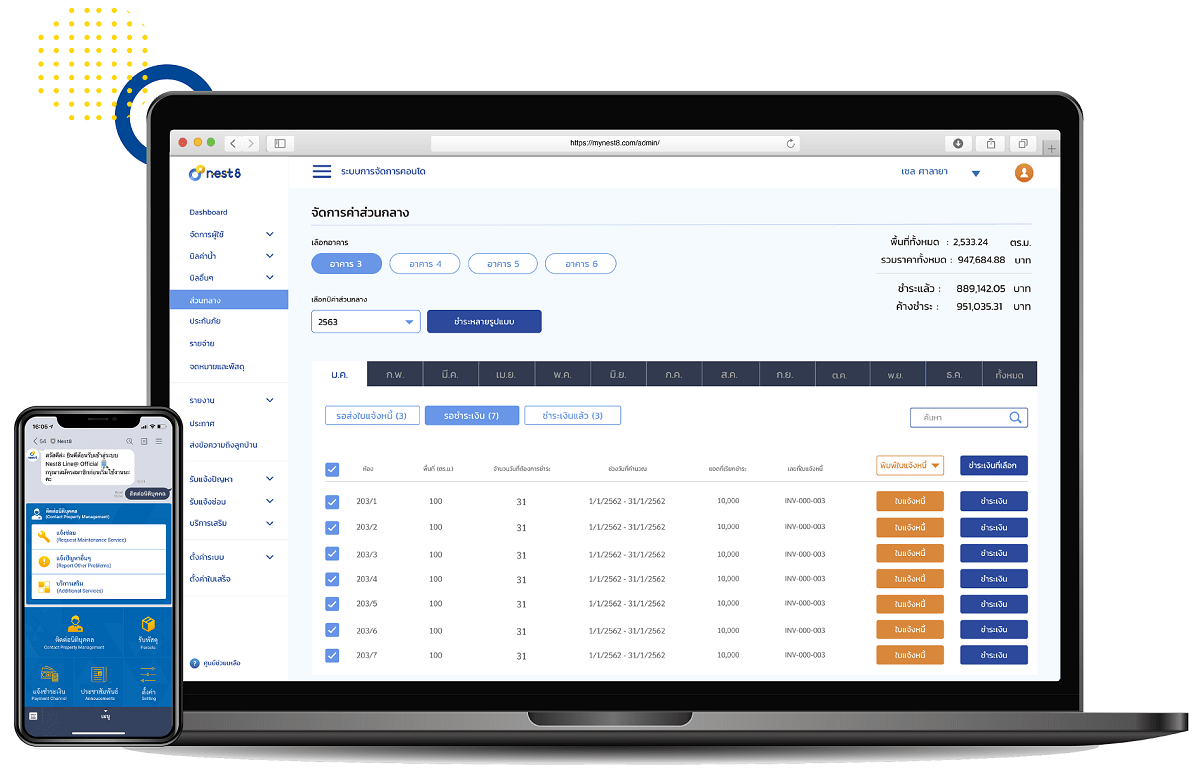 https://mynest8.com/admin/
nest8
ระบบการจัดการคอนโด
เซล ศาลายา
Dashboard
จัดการผู้ใช้
บิลค่าน้ำ
บิลอื่นๆ
ส่วนกลาง
ประกันภัย
รายจ่าย
จดหมายและพัสดุ
รายงาน
ประกาศ
ส่งข้อความถึงลูกบ้าน
รับแจ้งปัญหา
รับแจ้งซ่อม
บริการเสริม
ตั้งค่าระบบ
ตั้งค่าใบเสร็จ
ศูนย์ช่วยเหลือ
จัดการค่าส่วนกลาง
เลือกอาคาร
อาคาร 3 อาคาร 4 อาคาร 5 อาคาร 6
พื้นที่ทั้งหมด : 2,533.24 ตร.ม.
รวมราคาทั้งหมด : 947,684.88 บาท
ชำระแล้ว : 889,142.05 บาท
ค้างชำระ : 951,035.31 บาท
เลือกปีค่าส่วนกลาง
2563 ชำระหลายรูปแบบ
ม.ค. ก.พ. มี.ค. เม.ย. พ.ค. มิ.ย. ก.ค. ส.ค. ก.ย. ต.ค. พ.ย. ธ.ค. ทั้งหมด
รอส่งใบแจ้งหนี้ (3) รอชำระเงิน (7) ชำระเงินแล้ว (3) ค้นหา
ห้อง พื้นที่ (ตร.ม.) จำนวนวันที่ต้องการชำระ ช่วงวันที่คำนวณ ยอดที่เรียกชำระ เลขที่ใบแจ้งหนี้ พิมพ์ใบแจ้งหนี้ ชำระเงินที่เลือก
203/1 100 31 1/1/2562 - 31/1/2562 10,000 INV-000-003 ใบแจ้งหนี้ ชำระเงิน
203/2 100 31 1/1/2562 - 31/1/2562 10,000 INV-000-003 ใบแจ้งหนี้ ชำระเงิน
203/3 100 31 1/1/2562 - 31/1/2562 10,000 INV-000-003 ใบแจ้งหนี้ ชำระเงิน
203/4 100 31 1/1/2562 - 31/1/2562 10,000 INV-000-003 ใบแจ้งหนี้ ชำระเงิน
203/5 100 31 1/1/2562 - 31/1/2562 10,000 INV-000-003 ใบแจ้งหนี้ ชำระเงิน
203/6 100 31 1/1/2562 - 31/1/2562 10,000 INV-000-003 ใบแจ้งหนี้ ชำระเงิน
203/7 100 31 1/1/2562 - 31/1/2562 10,000 INV-000-003 ใบแจ้งหนี้ ชำระเงิน
16:05
54 Nest8
สวัสดีค่ะ ยินดีต้อนรับเข้าสู่ระบบ
Nest8 Line@ Official
กรุณาสมัครสมาชิกก่อนเริ่มใช้งานนะ
คะ
ติดต่อนิติบุคคล
ติดต่อนิติบุคคล
(Contact Property Management)
แจ้งซ่อม
(Request Maintenance Service)
แจ้งปัญหาอื่นๆ
(Report Other Problems)
บริการเสริม
(Additional Services)
ติดต่อนิติบุคคล
Contact Property Management
รับพัสดุ
Parcels
แจ้งชำระเงิน
Payment Channel
ประชาสัมพันธ์
Annoucements
ตั้งค่า
Setting
เมนู